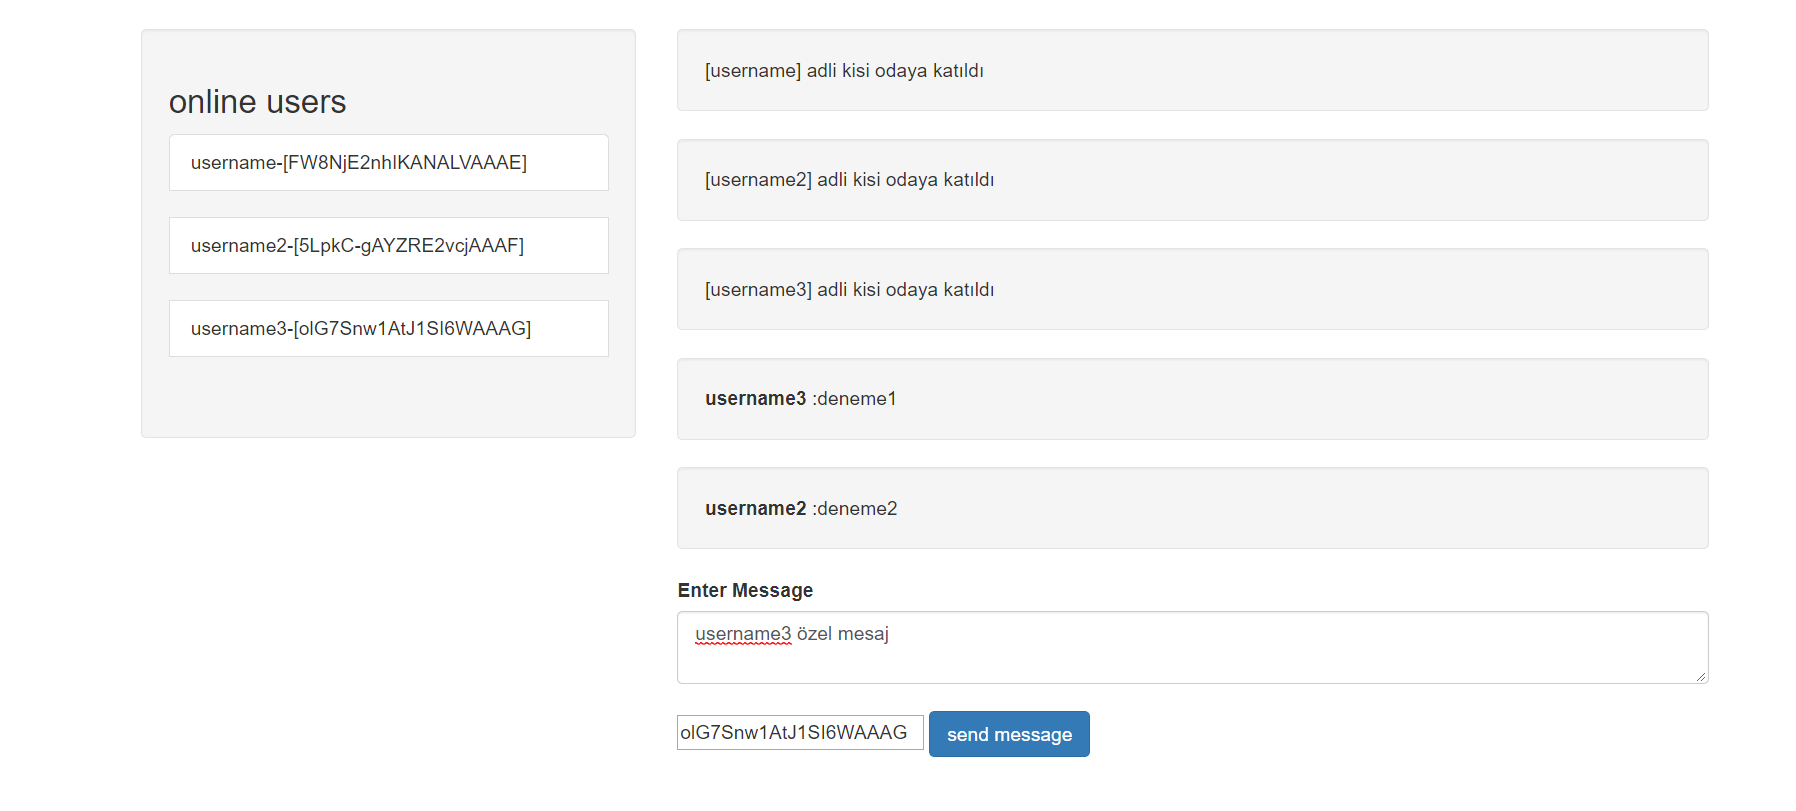 online users
username-[FW8NjE2nhIKANALVAAAE]
username2-[5LpkC-gAYZRE2vcjAAAF]
username3-[olG7Snw1AtJ1SI6WAAAG]
[username] adli kisi odaya katıldı
[username2] adli kisi odaya katıldı
[username3] adli kisi odaya katıldı
username3 :deneme1
username2 :deneme2
Enter Message
username3 özel mesaj
olG7Snw1AtJ1SI6WAAAG
send message